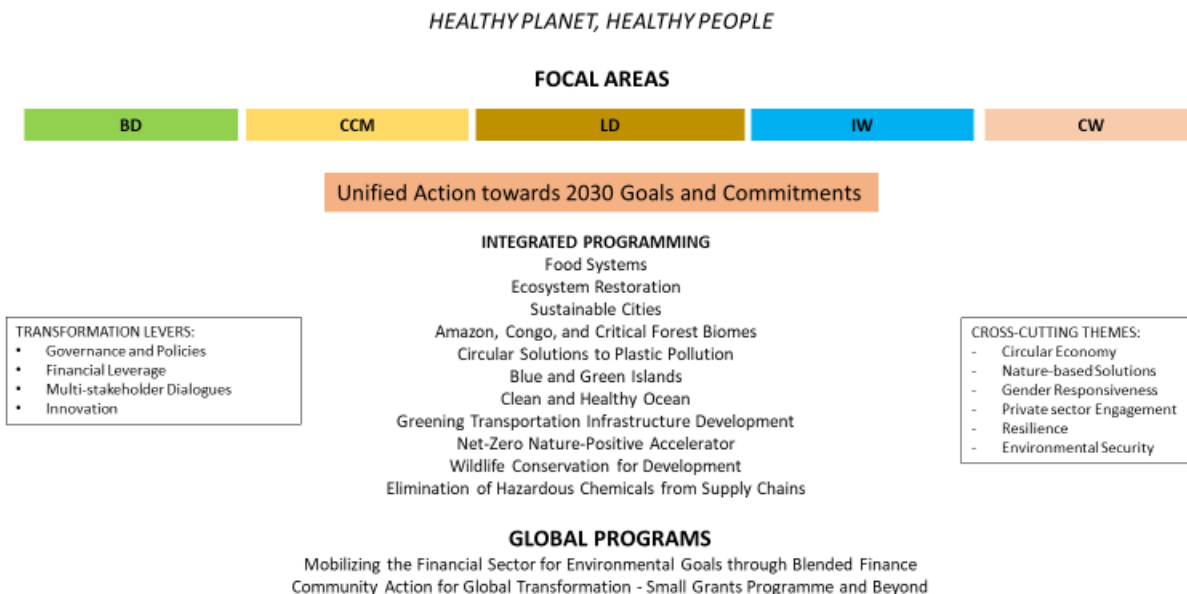 HEALTHY PLANET, HEALTHY PEOPLE
FOCAL AREAS
BD
CCM
LD
IW
CW
Unified Action towards 2030 Goals and Commitments
INTEGRATED PROGRAMMING
Food Systems
Ecosystem Restoration
Sustainable Cities
Amazon, Congo, and Critical Forest Biomes
Circular Solutions to Plastic Pollution
Blue and Green Islands
Clean and Healthy Ocean
Greening Transportation Infrastructure Development
Net-Zero Nature-Positive Accelerator
Wildlife Conservation for Development
Elimination of Hazardous Chemicals from Supply Chains
TRANSFORMATION LEVERS:
• Governance and Policies
• Financial Leverage
• Multi-stakeholder Dialogues
• Innovation
CROSS-CUTTING THEMES:
- Circular Economy
- Nature-based Solutions
- Gender Responsiveness
- Private sector Engagement
- Resilience
- Environmental Security
GLOBAL PROGRAMS
Mobilizing the Financial Sector for Environmental Goals through Blended Finance
Community Action for Global Transformation - Small Grants Programme and Beyond